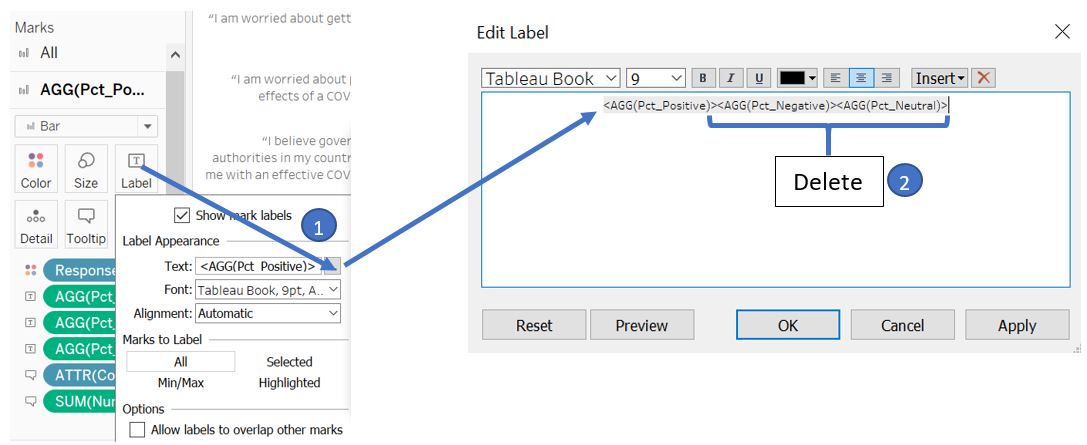 Marks
All
AGG(Pct_Po...
Bar
Color
Size
Label
Detail
Tooltip
Response
AGG(Pct_
AGG(Pct_
AGG(Pct_
ATTR(Co
SUM(Nur
"I am worried about gett
"I am worried about p
effects of a COV
"I believe gover
authorities in my countr
me with an effective COV
Show mark labels
1
Label Appearance
Text: <AGG(Pct_Positive)>
Font: Tableau Book, 9pt, A..
Alignment: Automatic
Marks to Label
All
Selected
Min/Max
Highlighted
Options
Allow labels to overlap other marks
Edit Label
Tableau Book
9
B
I
U
Insert
<AGG(Pct_Positive)><AGG(Pct_Negative)><AGG(Pct_Neutral)>
Delete
2
Reset
Preview
OK
Cancel
Apply